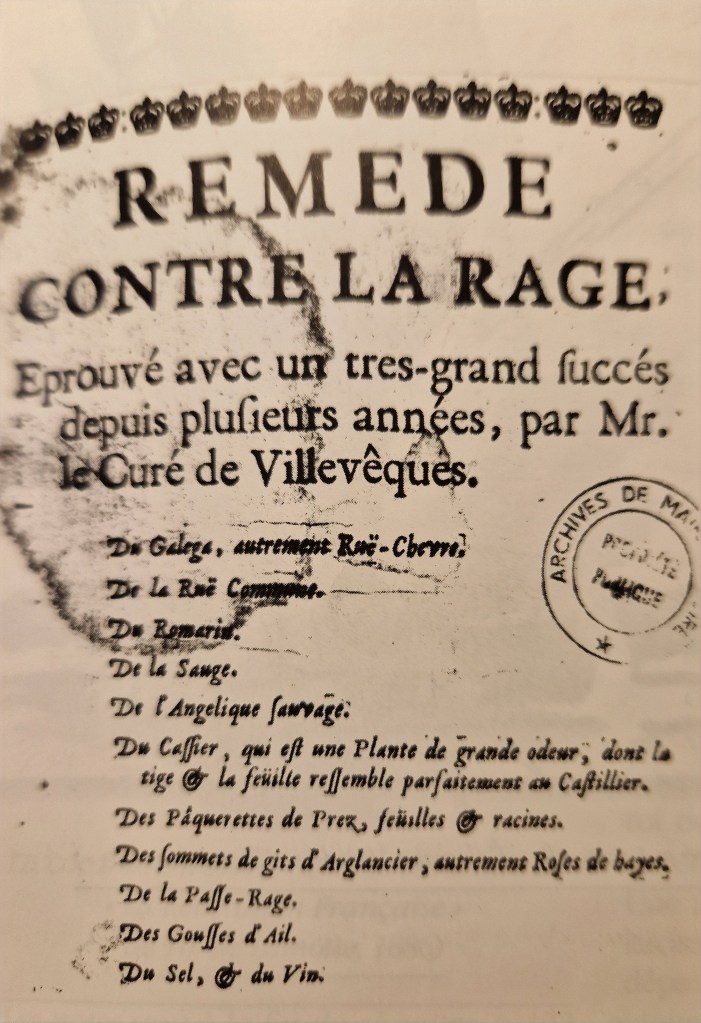 REMEDE
CONTRE LA RAGE,
Eprouvé avec un tres-grand ſuccés
depuis pluſieurs années, par Mr.
le Curé de Villevêques.
Du Galega, autrement Ruë-Chevre.
De la Ruë Commune.
Du Romarin.
De la Sauge.
De l'Angelique ſauvage.
Du Caſſier, qui eſt une Plante de grande odeur, dont la
tige & la feüille reſſemble parfaitement au Caſtillier.
Des Pâquerettes de Prez, feüilles & racines.
Des ſommets de gits d'Arglancier, autrement Roſes de hayes.
De la Paſſe-Rage.
Des Gouſſes d'Ail.
Du Sel, & du Vin.
ARCHIVES DE
PROPRIÉTÉ
PUBLIQUE